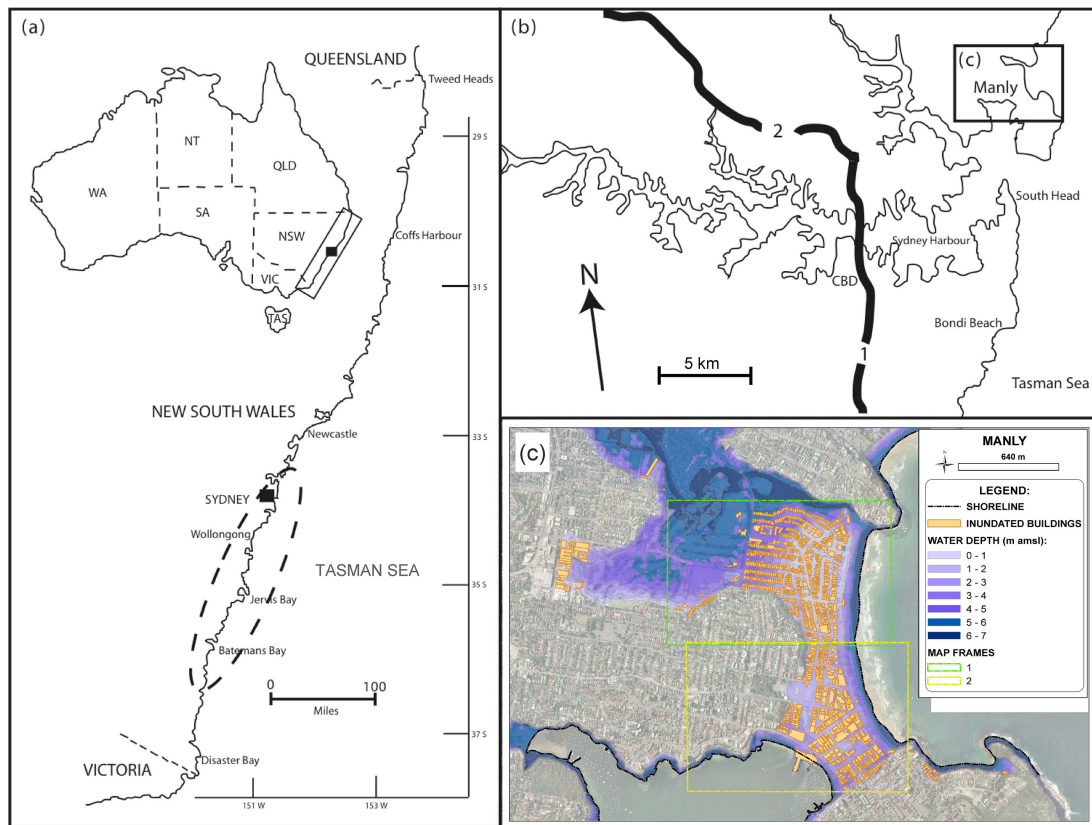 (a)
QUEENSLAND
Tweed Heads
29 S
NT
QLD
WA
SA
Coffs Harbour
NSW
VIC
31 S
TAS
NEW SOUTH WALES
Newcastle
33 S
SYDNEY
Wollongong
TASMAN SEA
35 S
Jervis Bay
Batemans Bay
0 100
Miles
37 S
Disaster Bay
VICTORIA
151 W 153 W
(b)
(c)
Manly
2
South Head
Sydney Harbour
N
CBD
Bondi Beach
1
5 km
Tasman Sea
(c)
MANLY
N
640 m
LEGEND:
SHORELINE
INUNDATED BUILDINGS
WATER DEPTH (m amsl):
0 - 1
1 - 2
2 - 3
3 - 4
4 - 5
5 - 6
6 - 7
MAP FRAMES
1
2